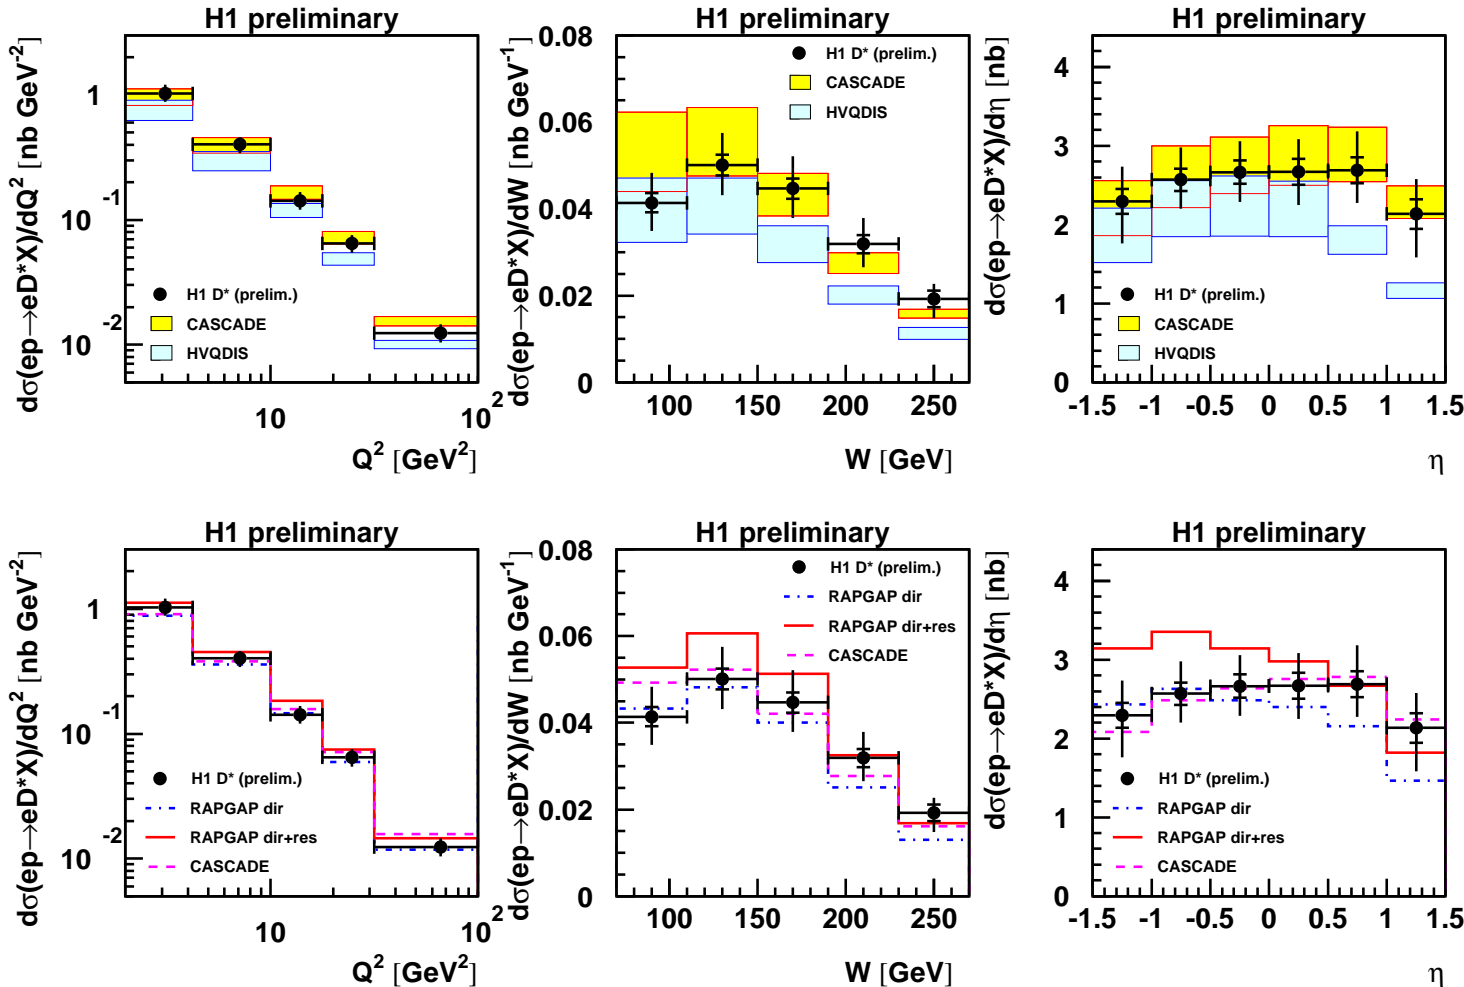 H1 preliminary
dσ(ep→eD*X)/dQ² [nb GeV⁻²]
1
10⁻¹
10⁻²
H1 D* (prelim.)
CASCADE
HVQDIS
10
10²
Q² [GeV²]
H1 preliminary
dσ(ep→eD*X)/dW [nb GeV⁻¹]
0.08
0.06
0.04
0.02
0
H1 D* (prelim.)
CASCADE
HVQDIS
100
150
200
250
W [GeV]
H1 preliminary
dσ(ep→eD*X)/dη [nb]
4
3
2
1
0
H1 D* (prelim.)
CASCADE
HVQDIS
-1.5
-1
-0.5
0
0.5
1
1.5
η
H1 preliminary
dσ(ep→eD*X)/dQ² [nb GeV⁻²]
1
10⁻¹
10⁻²
H1 D* (prelim.)
RAPGAP dir
RAPGAP dir+res
CASCADE
10
10²
Q² [GeV²]
H1 preliminary
dσ(ep→eD*X)/dW [nb GeV⁻¹]
0.08
0.06
0.04
0.02
0
H1 D* (prelim.)
RAPGAP dir
RAPGAP dir+res
CASCADE
100
150
200
250
W [GeV]
H1 preliminary
dσ(ep→eD*X)/dη [nb]
4
3
2
1
0
H1 D* (prelim.)
RAPGAP dir
RAPGAP dir+res
CASCADE
-1.5
-1
-0.5
0
0.5
1
1.5
η